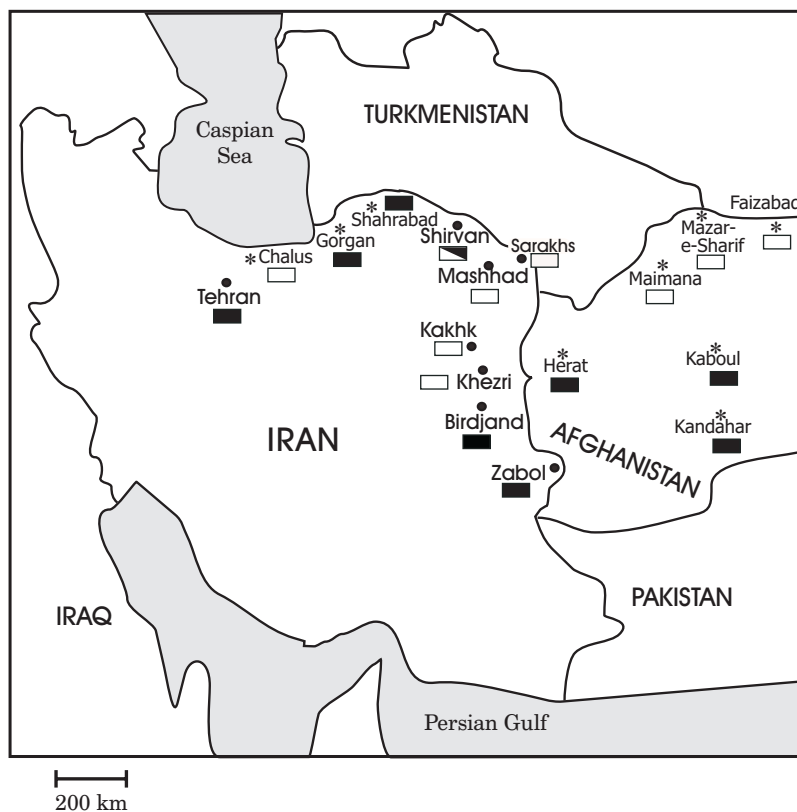 Caspian
Sea
TURKMENISTAN
Faizabad
Shahrabad
Mazar-
e-Sharif
Gorgan
Shirvan
Sarakhs
Chalus
Mashhad
Maimana
Tehran
Kakhk
Herat
Kaboul
Khezri
Birdjand
Kandahar
IRAN
AFGHANISTAN
Zabol
IRAQ
PAKISTAN
Persian Gulf
200 km